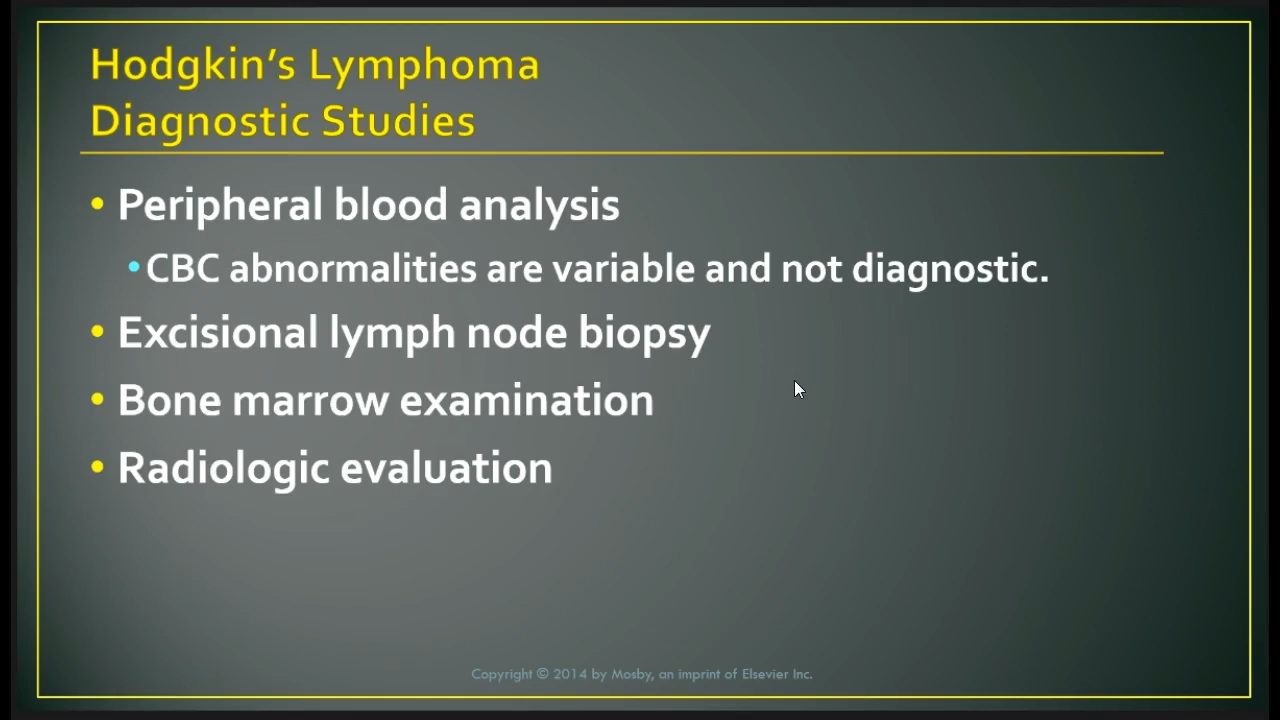 Hodgkin’s Lymphoma
Diagnostic Studies
• Peripheral blood analysis
• CBC abnormalities are variable and not diagnostic.
• Excisional lymph node biopsy
• Bone marrow examination
• Radiologic evaluation
Copyright © 2014 by Mosby, an imprint of Elsevier Inc.